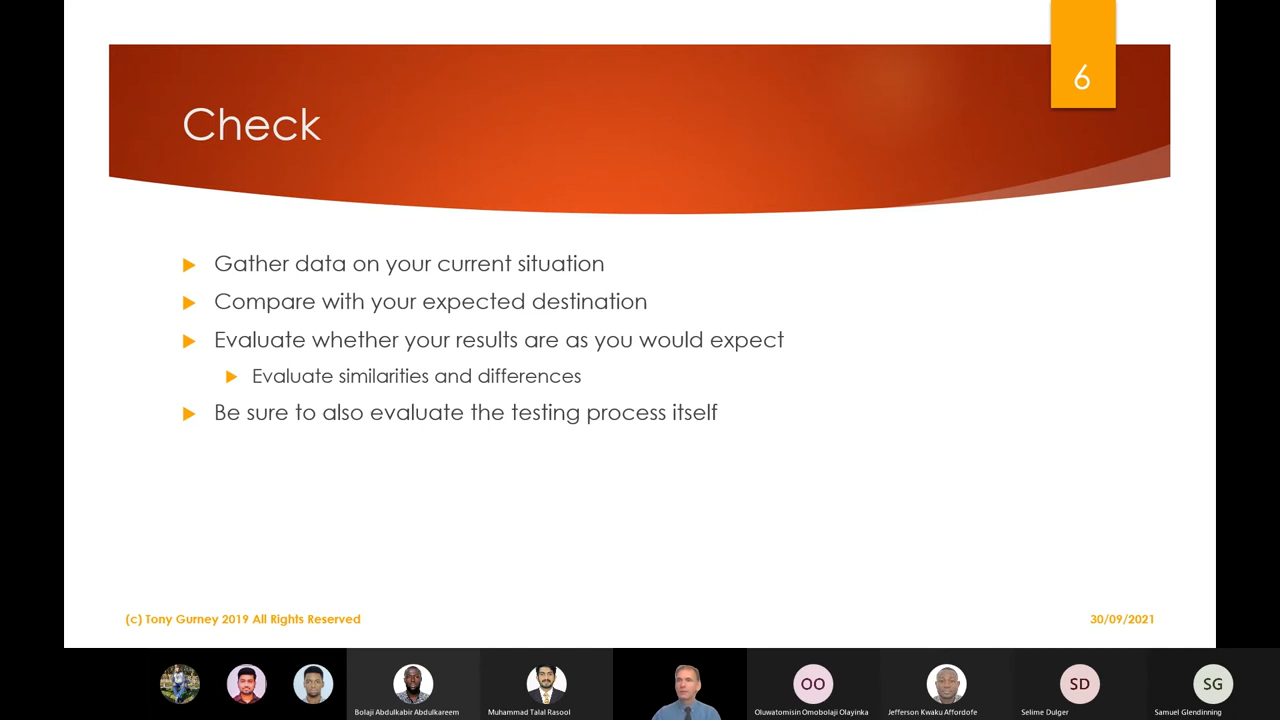 6
Check
Gather data on your current situation
Compare with your expected destination
Evaluate whether your results are as you would expect
Evaluate similarities and differences
Be sure to also evaluate the testing process itself
(c) Tony Gurney 2019 All Rights Reserved
30/09/2021
OO
SD
SG
Bolaji Abdulkabir Abdulkareem
Muhammad Talal Rasool
Oluwatomisin Omobolaji Olayinka
Jefferson Kwaku Affordofe
Selime Dulger
Samuel Glendinning